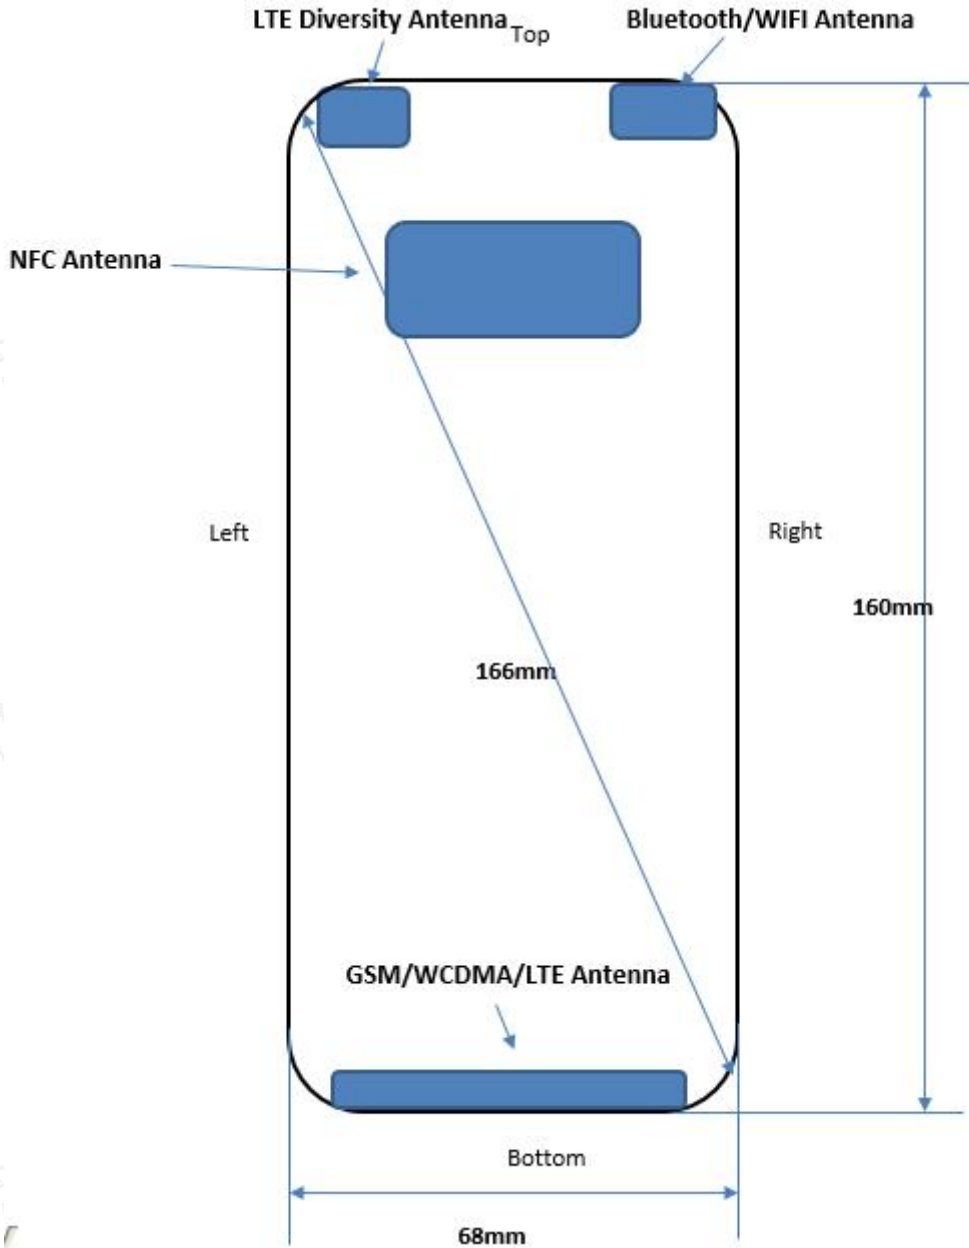 LTE Diversity Antenna
Top
Bluetooth/WIFI Antenna
NFC Antenna
Left
Right
160mm
166mm
GSM/WCDMA/LTE Antenna
Bottom
68mm